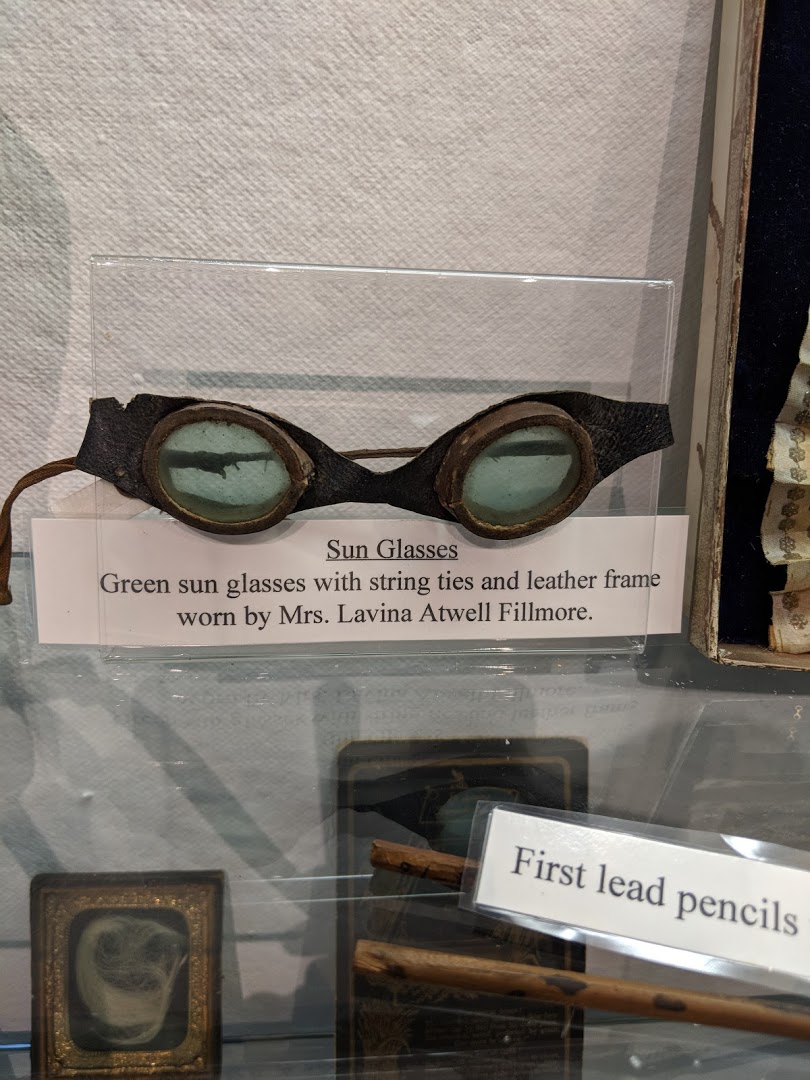 Sun Glasses
Green sun glasses with string ties and leather frame
worn by Mrs. Lavina Atwell Fillmore.
First lead pencils